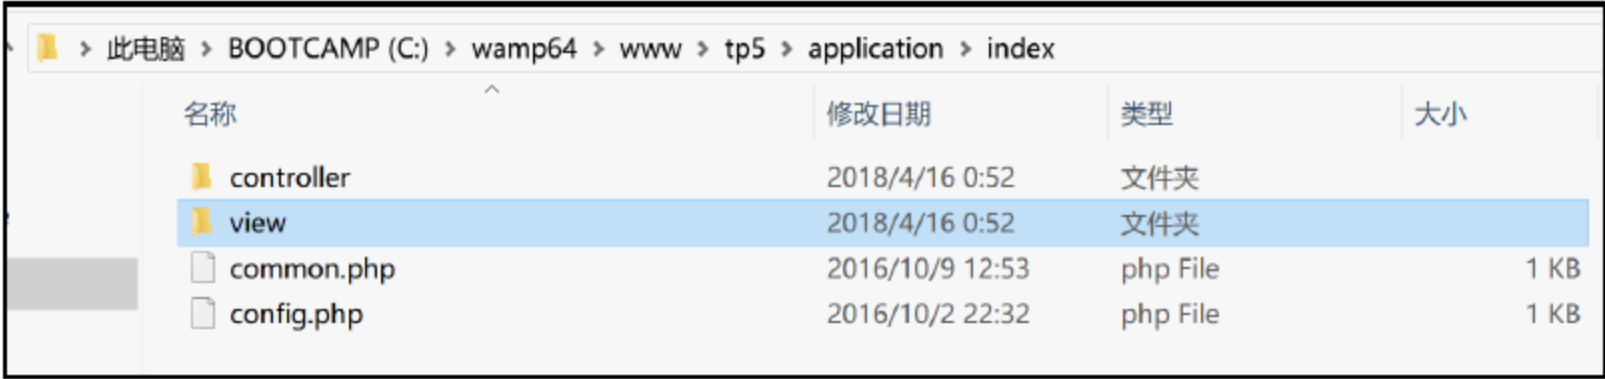 此电脑 > BOOTCAMP (C:) > wamp64 > www > tp5 > application > index
名称 修改日期 类型 大小
controller 2018/4/16 0:52 文件夹
view 2018/4/16 0:52 文件夹
common.php 2016/10/9 12:53 php File 1 KB
config.php 2016/10/2 22:32 php File 1 KB